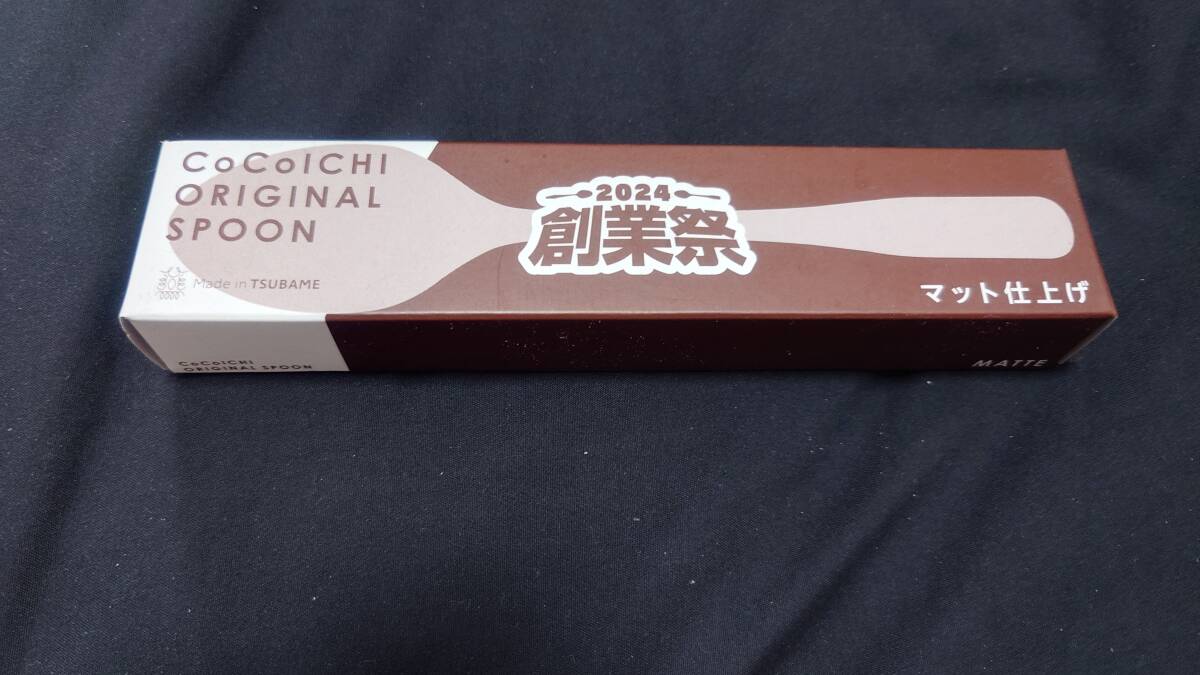 CoCoICHI
ORIGINAL
SPOON
Made in TSUBAME
2024
創業祭
マット仕上げ
CoCoICHI
ORIGINAL SPOON
MATTE